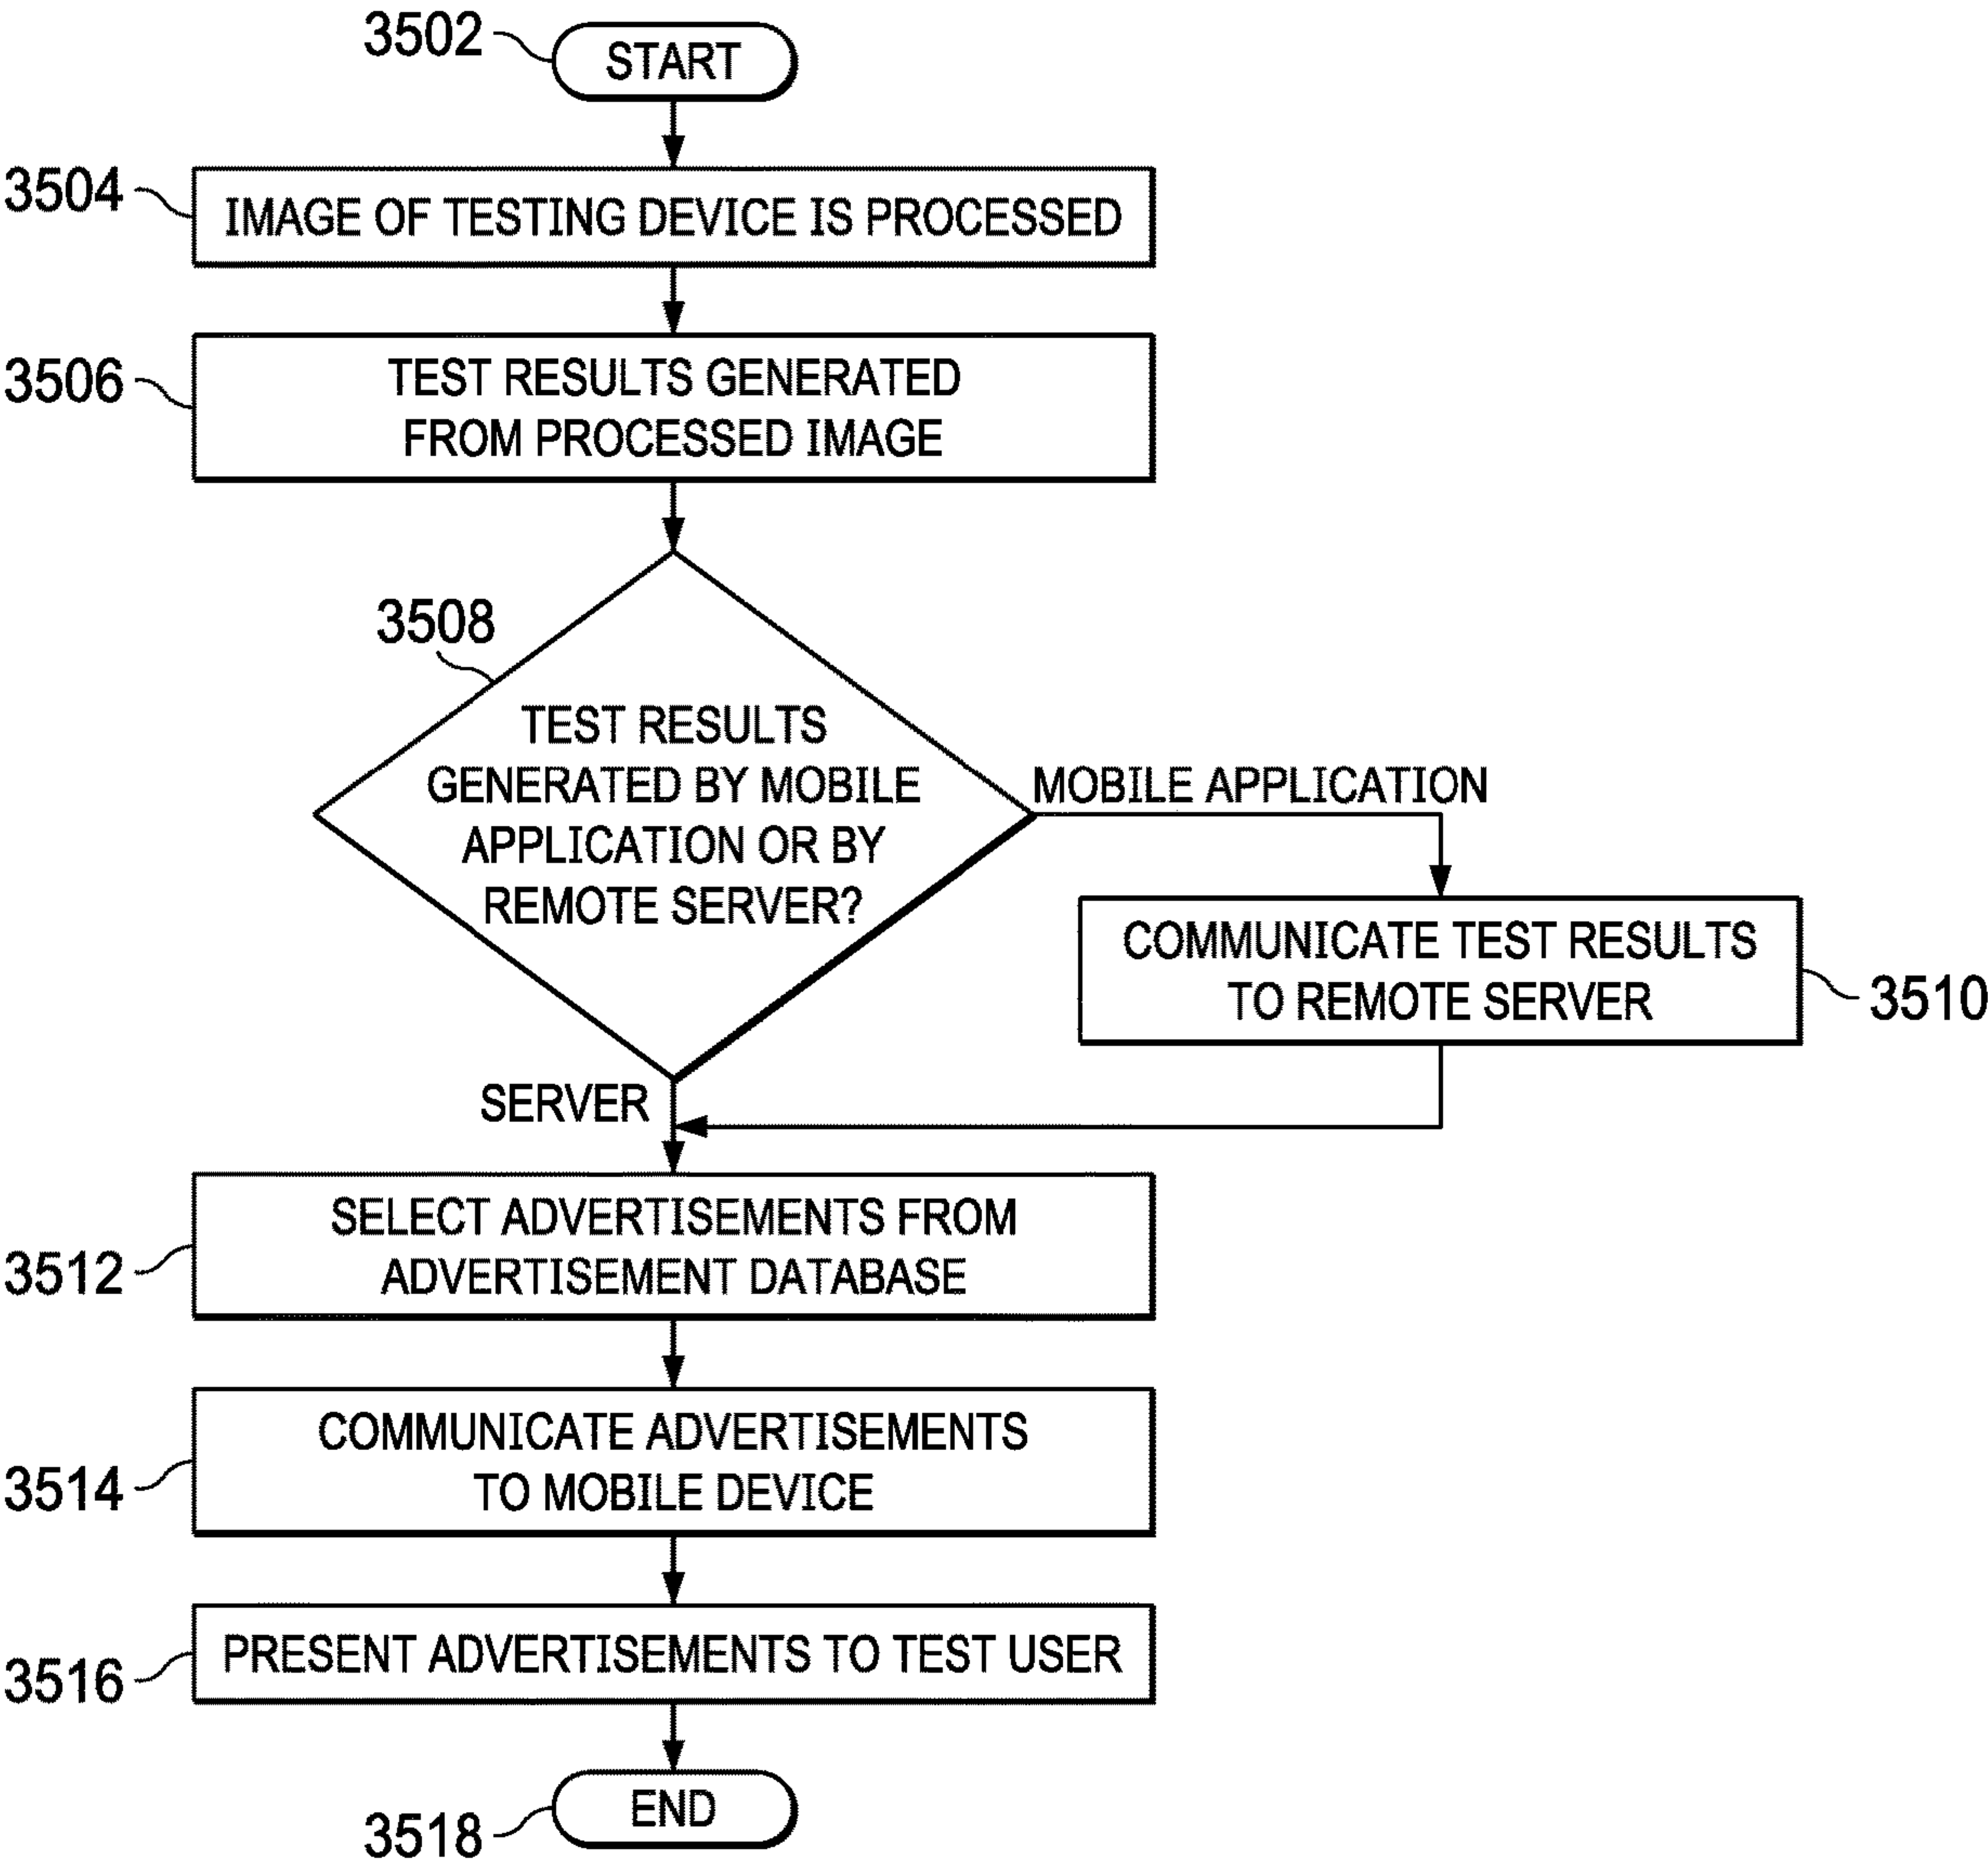 3502
START
3504
IMAGE OF TESTING DEVICE IS PROCESSED
3506
TEST RESULTS GENERATED
FROM PROCESSED IMAGE
3508
TEST RESULTS
GENERATED BY MOBILE
APPLICATION OR BY
REMOTE SERVER?
MOBILE APPLICATION
COMMUNICATE TEST RESULTS
TO REMOTE SERVER
3510
SERVER
SELECT ADVERTISEMENTS FROM
ADVERTISEMENT DATABASE
3512
COMMUNICATE ADVERTISEMENTS
TO MOBILE DEVICE
3514
PRESENT ADVERTISEMENTS TO TEST USER
3516
END
3518